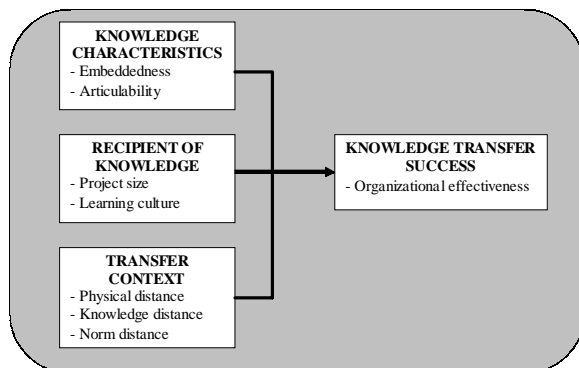 KNOWLEDGE
CHARACTERISTICS
- Embeddedness
- Articulability
RECIPIENT OF
KNOWLEDGE
- Project size
- Learning culture
KNOWLEDGE TRANSFER
SUCCESS
- Organizational effectiveness
TRANSFER
CONTEXT
- Physical distance
- Knowledge distance
- Norm distance